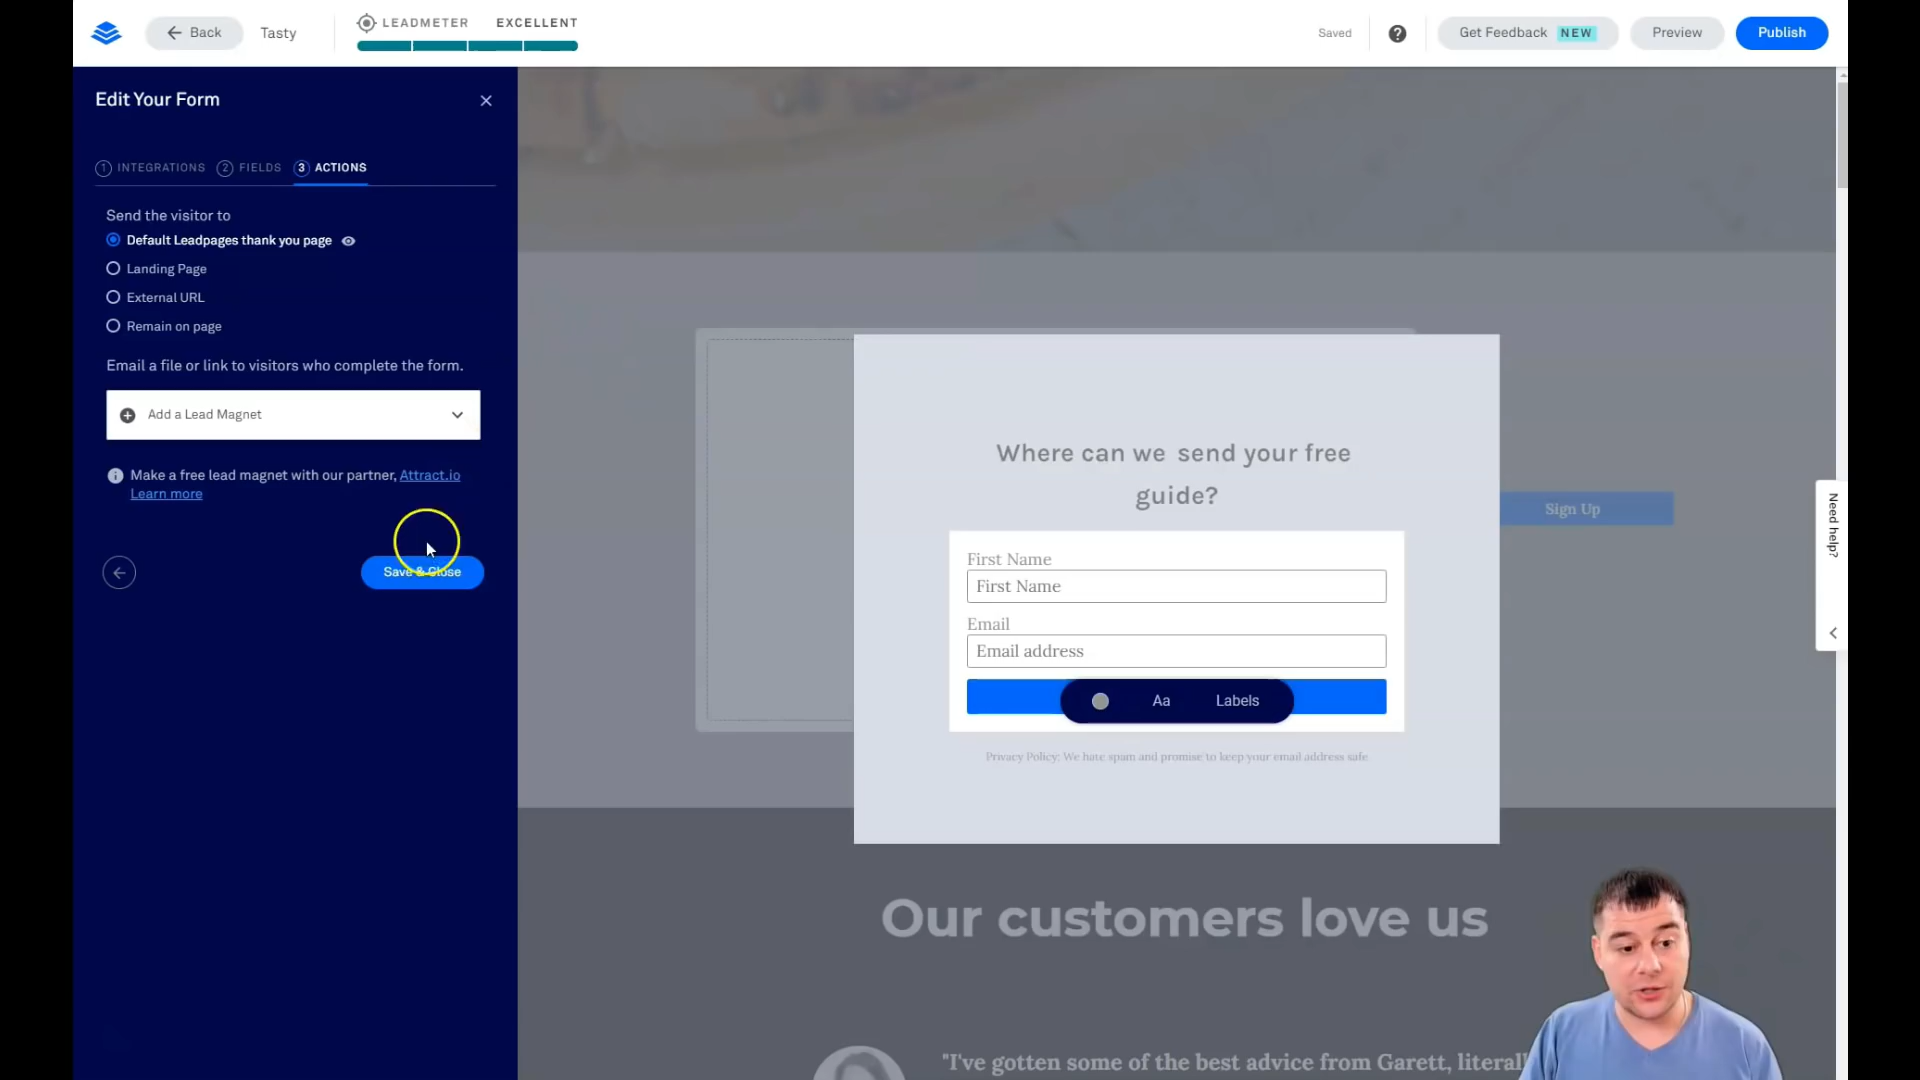 Back
Tasty
LEADMETER EXCELLENT
Saved
?
Get Feedback NEW
Preview
Publish
Edit Your Form
1 INTEGRATIONS 2 FIELDS 3 ACTIONS
Send the visitor to
Default Leadpages thank you page
Landing Page
External URL
Remain on page
Email a file or link to visitors who complete the form.
Add a Lead Magnet
Make a free lead magnet with our partner, Attract.io
Learn more
Save & Close
Where can we send your free
guide?
First Name
First Name
Email
Email address
Aa
Labels
Privacy Policy: We hate spam and promise to keep your email address safe
Sign Up
Need help?
Our customers love us
"I've gotten some of the best advice from Garett,